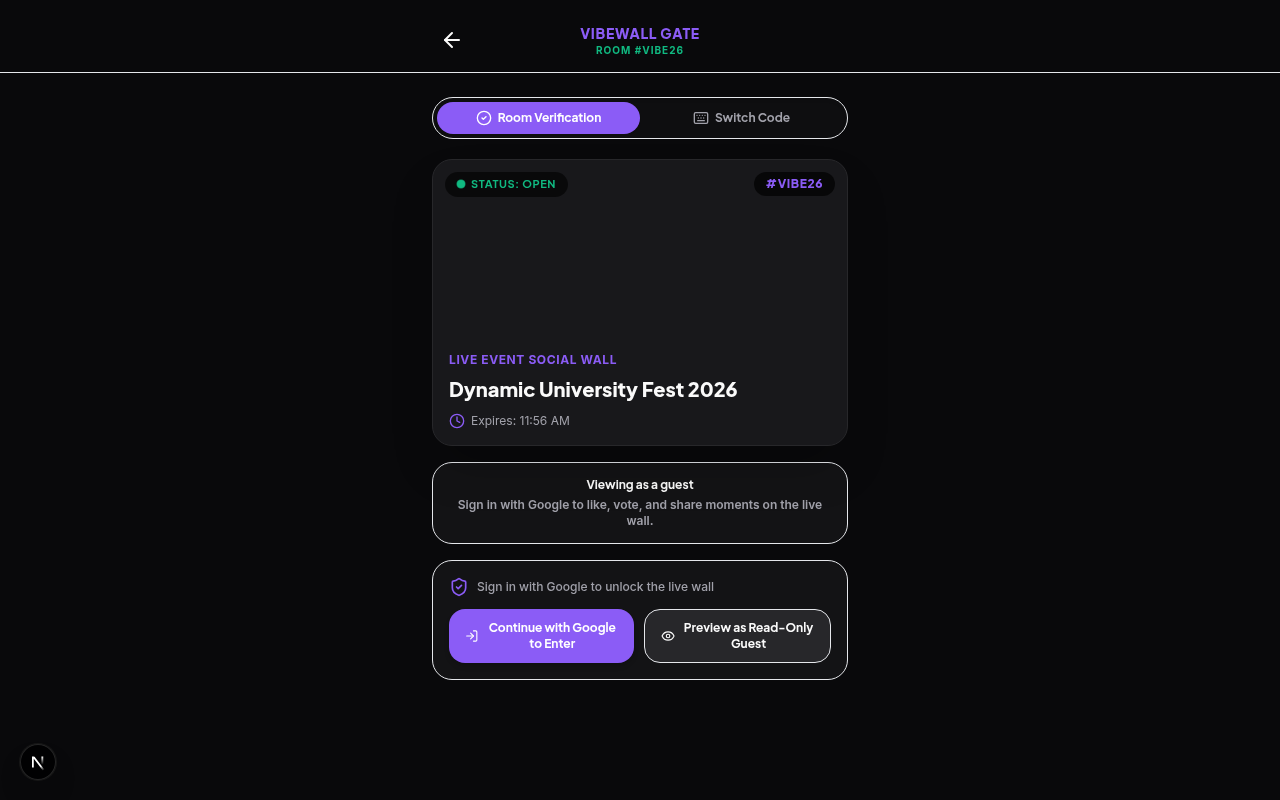 VIBEWALL GATE
ROOM #VIBE26
Room Verification
Switch Code
STATUS: OPEN
#VIBE26
LIVE EVENT SOCIAL WALL
Dynamic University Fest 2026
Expires: 11:56 AM
Viewing as a guest
Sign in with Google to like, vote, and share moments on the live
wall.
Sign in with Google to unlock the live wall
Continue with Google
to Enter
Preview as Read-Only
Guest
N